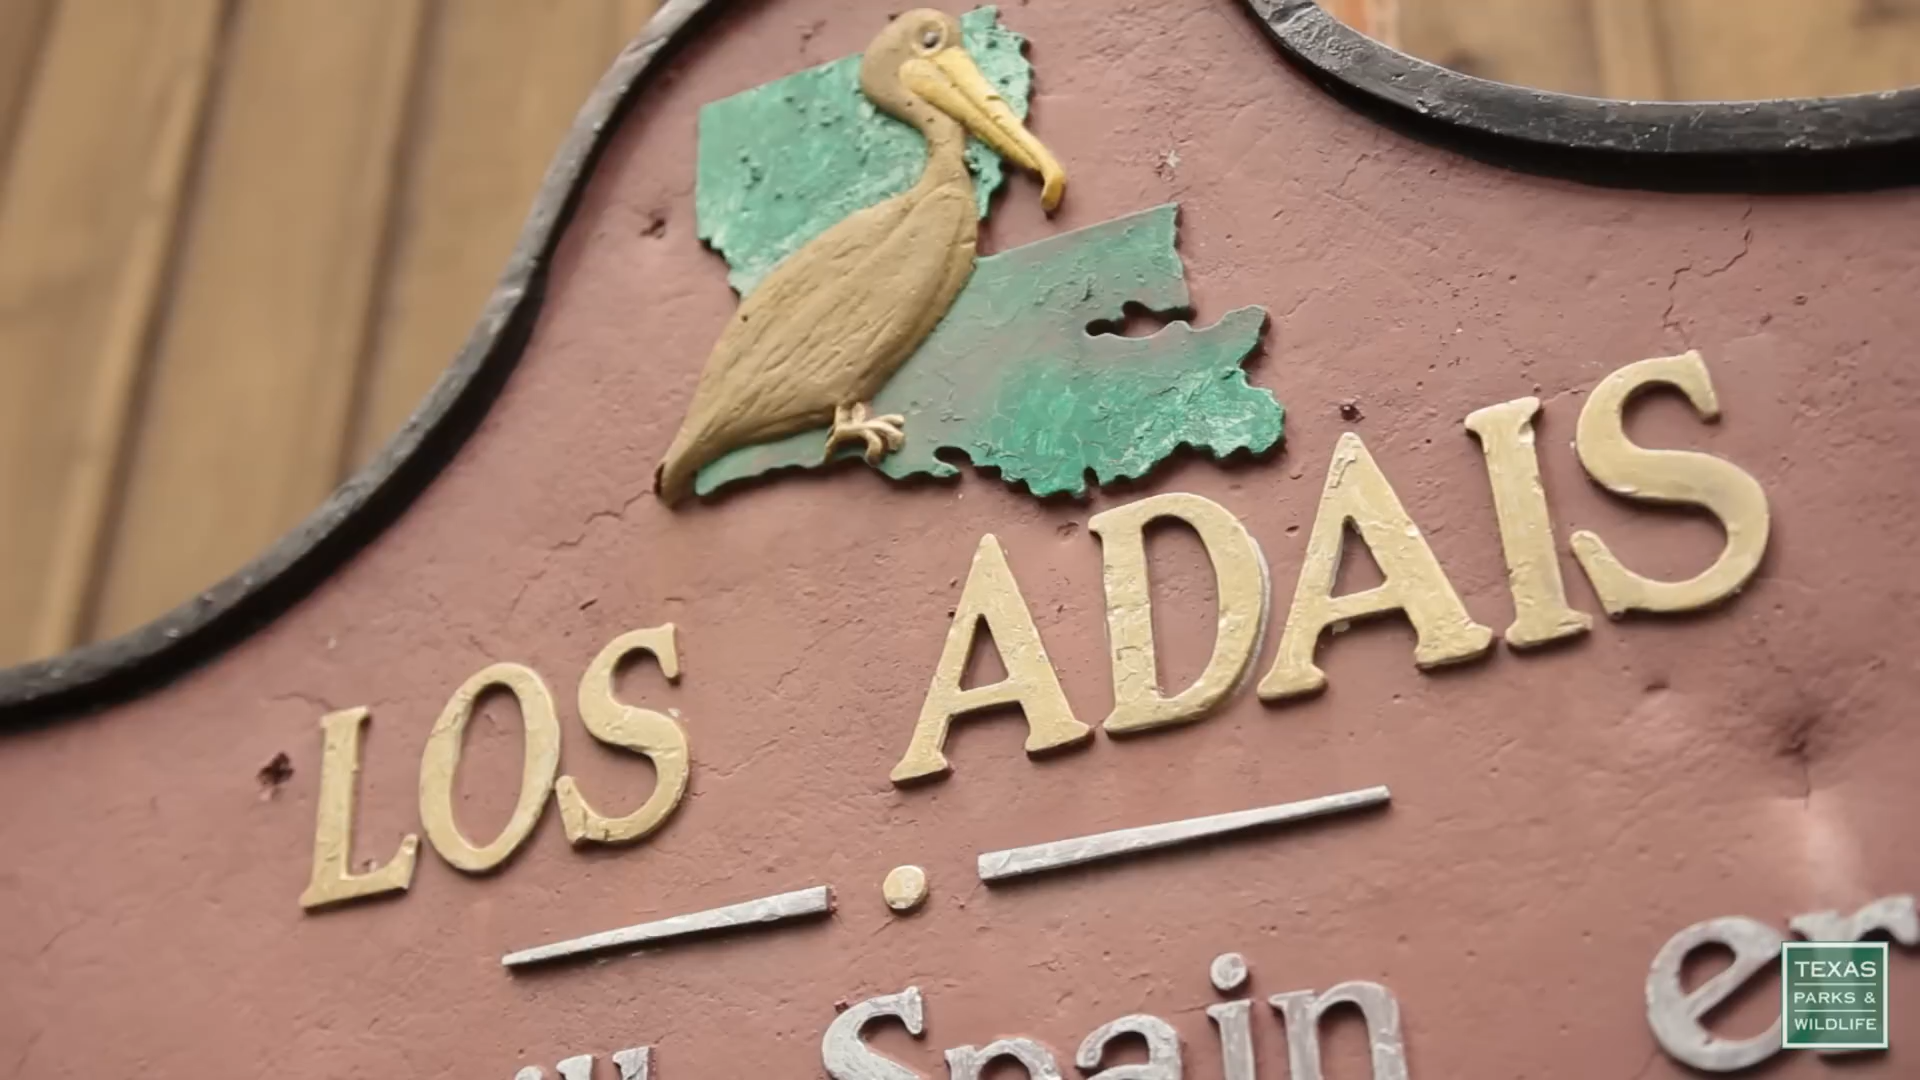 LOS ADAIS
Spain
TEXAS
PARKS &
WILDLIFE